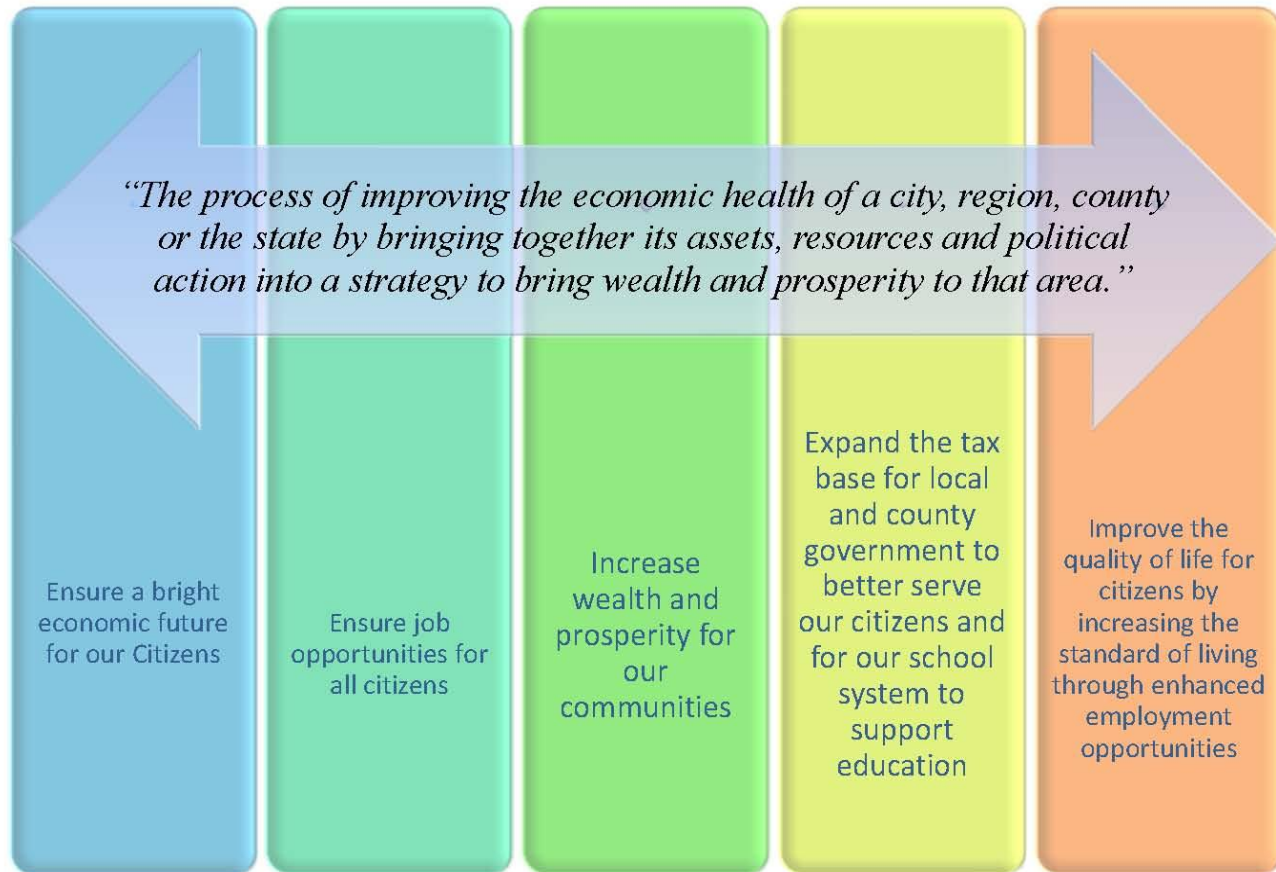 “The process of improving the economic health of a city, region, county
or the state by bringing together its assets, resources and political
action into a strategy to bring wealth and prosperity to that area.”
Ensure a bright
economic future
for our Citizens
Ensure job
opportunities for
all citizens
Increase
wealth and
prosperity for
our
communities
Expand the tax
base for local
and county
government to
better serve
our citizens and
for our school
system to
support
education
Improve the
quality of life for
citizens by
increasing the
standard of living
through enhanced
employment
opportunities